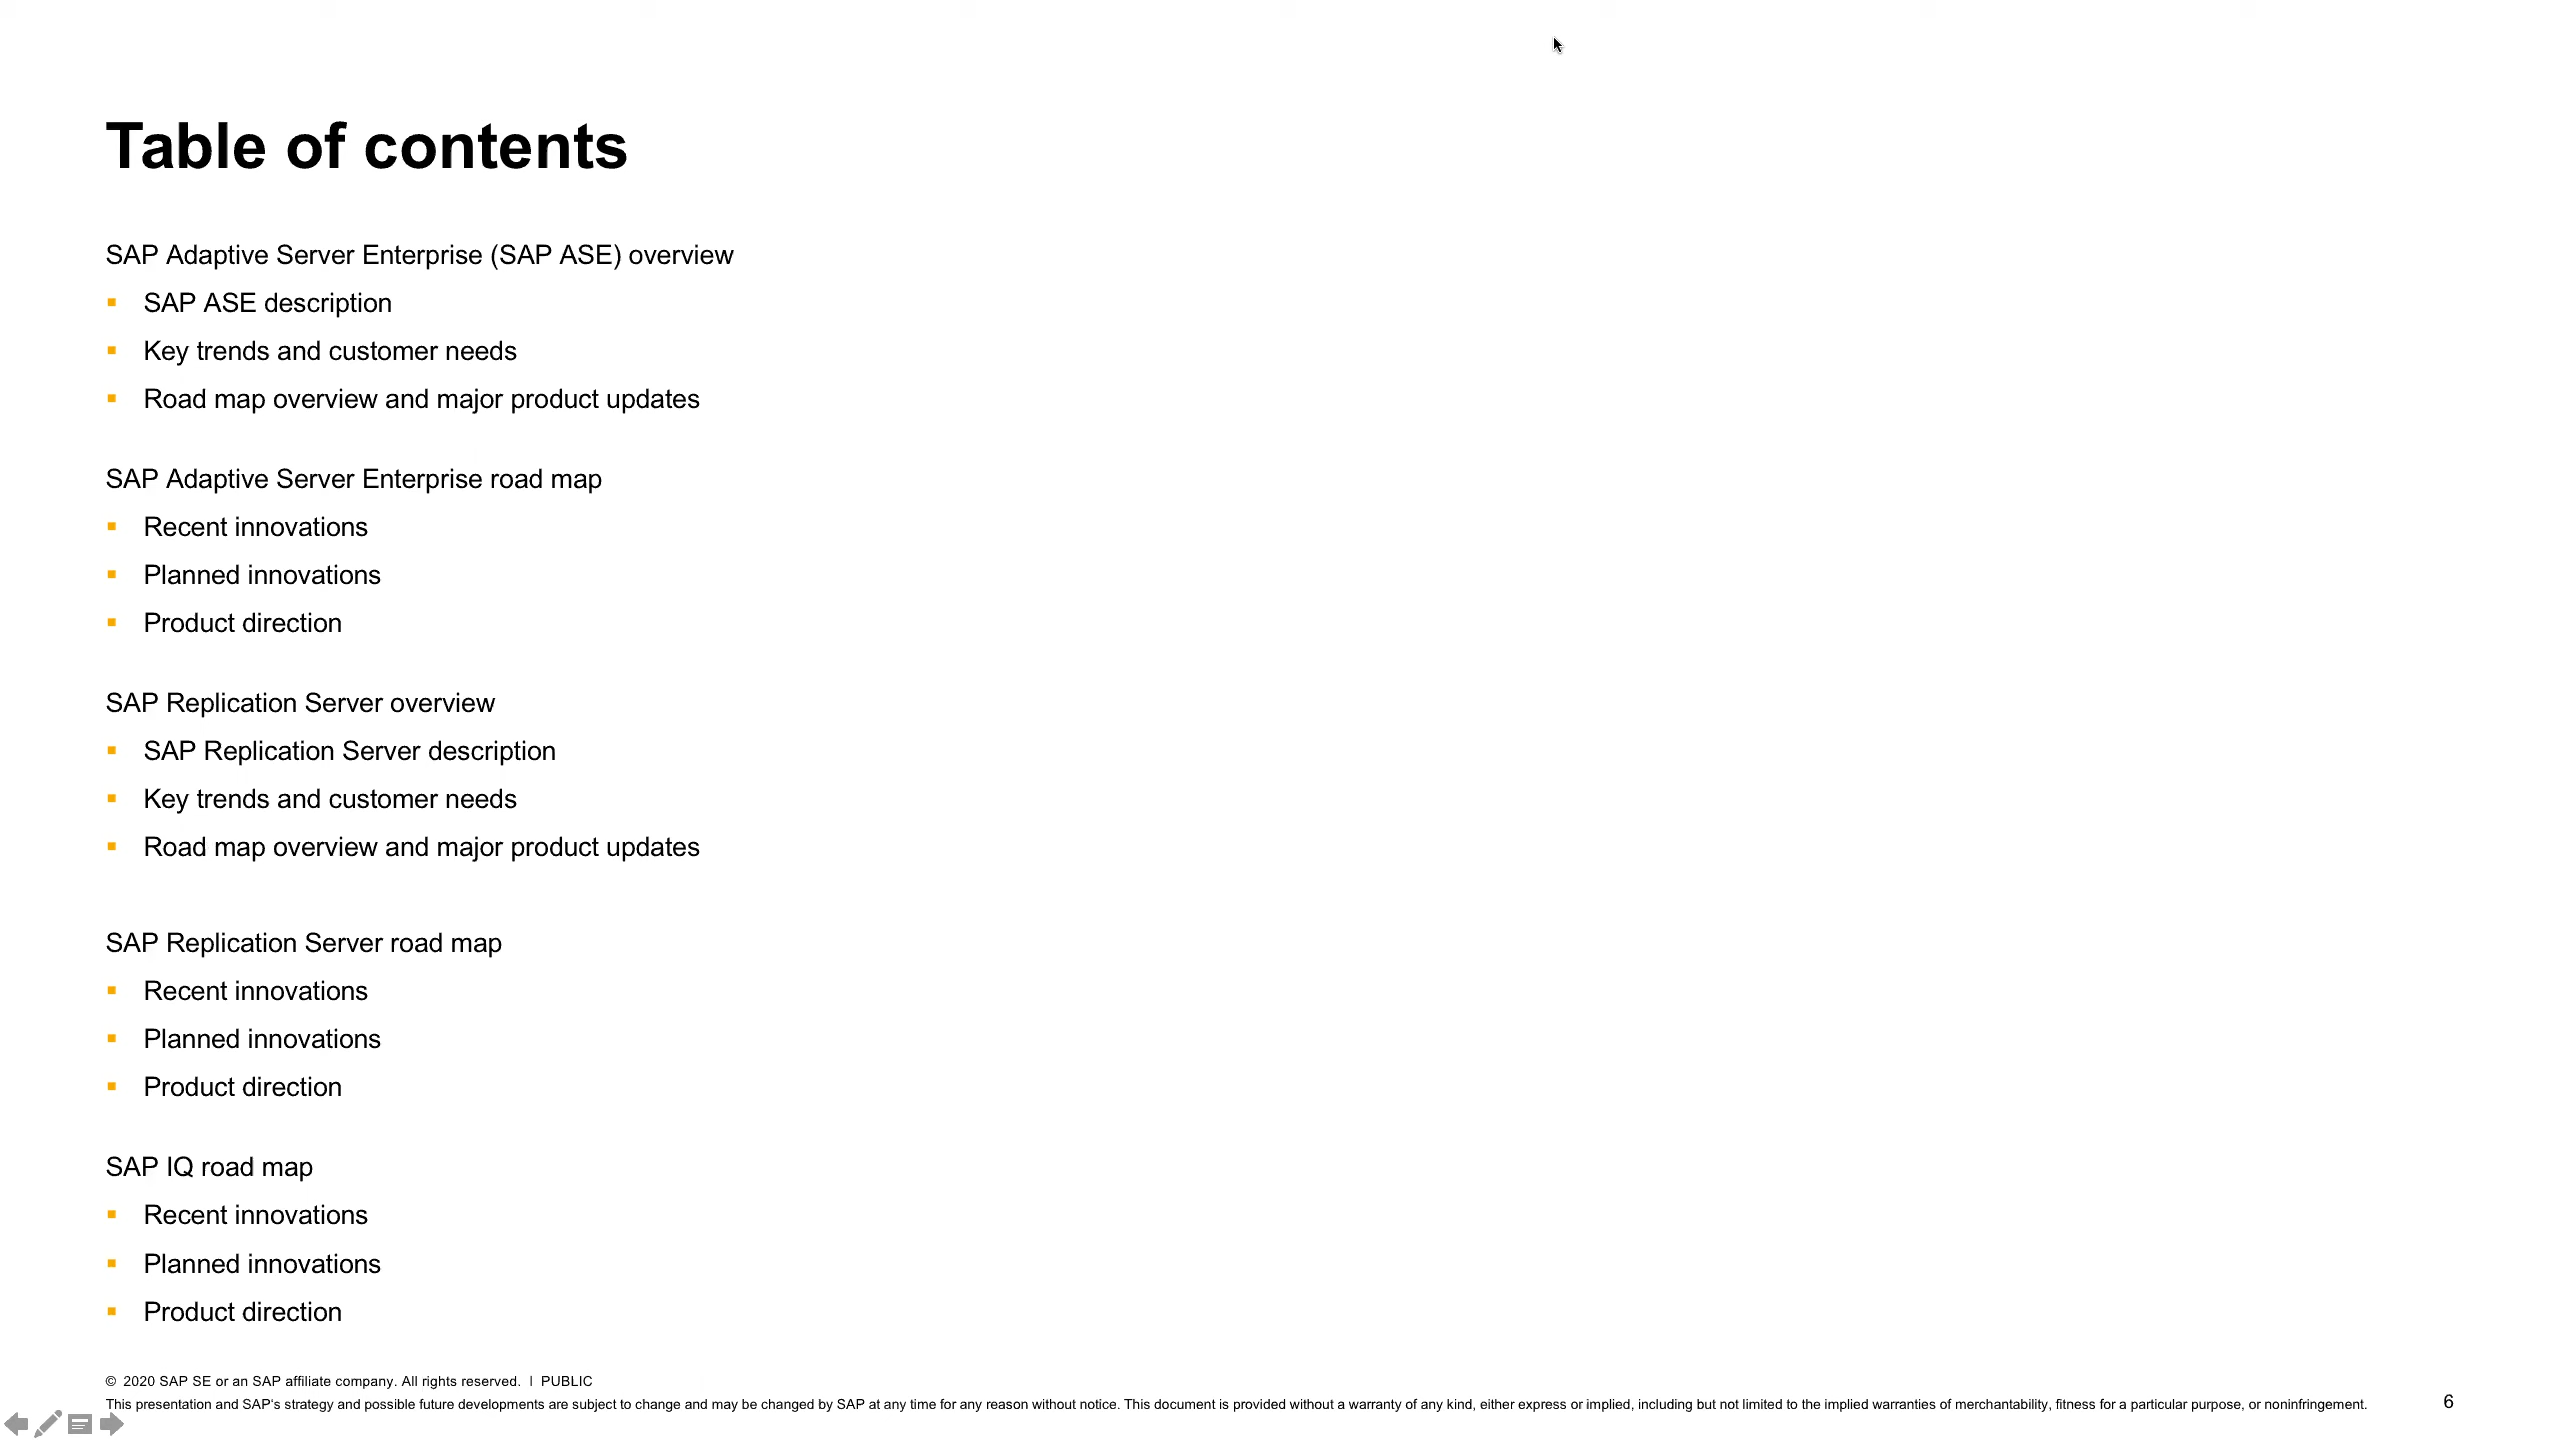 Table of contents
SAP Adaptive Server Enterprise (SAP ASE) overview
▪ SAP ASE description
▪ Key trends and customer needs
▪ Road map overview and major product updates
SAP Adaptive Server Enterprise road map
▪ Recent innovations
▪ Planned innovations
▪ Product direction
SAP Replication Server overview
▪ SAP Replication Server description
▪ Key trends and customer needs
▪ Road map overview and major product updates
SAP Replication Server road map
▪ Recent innovations
▪ Planned innovations
▪ Product direction
SAP IQ road map
▪ Recent innovations
▪ Planned innovations
▪ Product direction
© 2020 SAP SE or an SAP affiliate company. All rights reserved. ǀ PUBLIC
This presentation and SAP's strategy and possible future developments are subject to change and may be changed by SAP at any time for any reason without notice. This document is provided without a warranty of any kind, either express or implied, including but not limited to the implied warranties of merchantability, fitness for a particular purpose, or noninfringement.
6